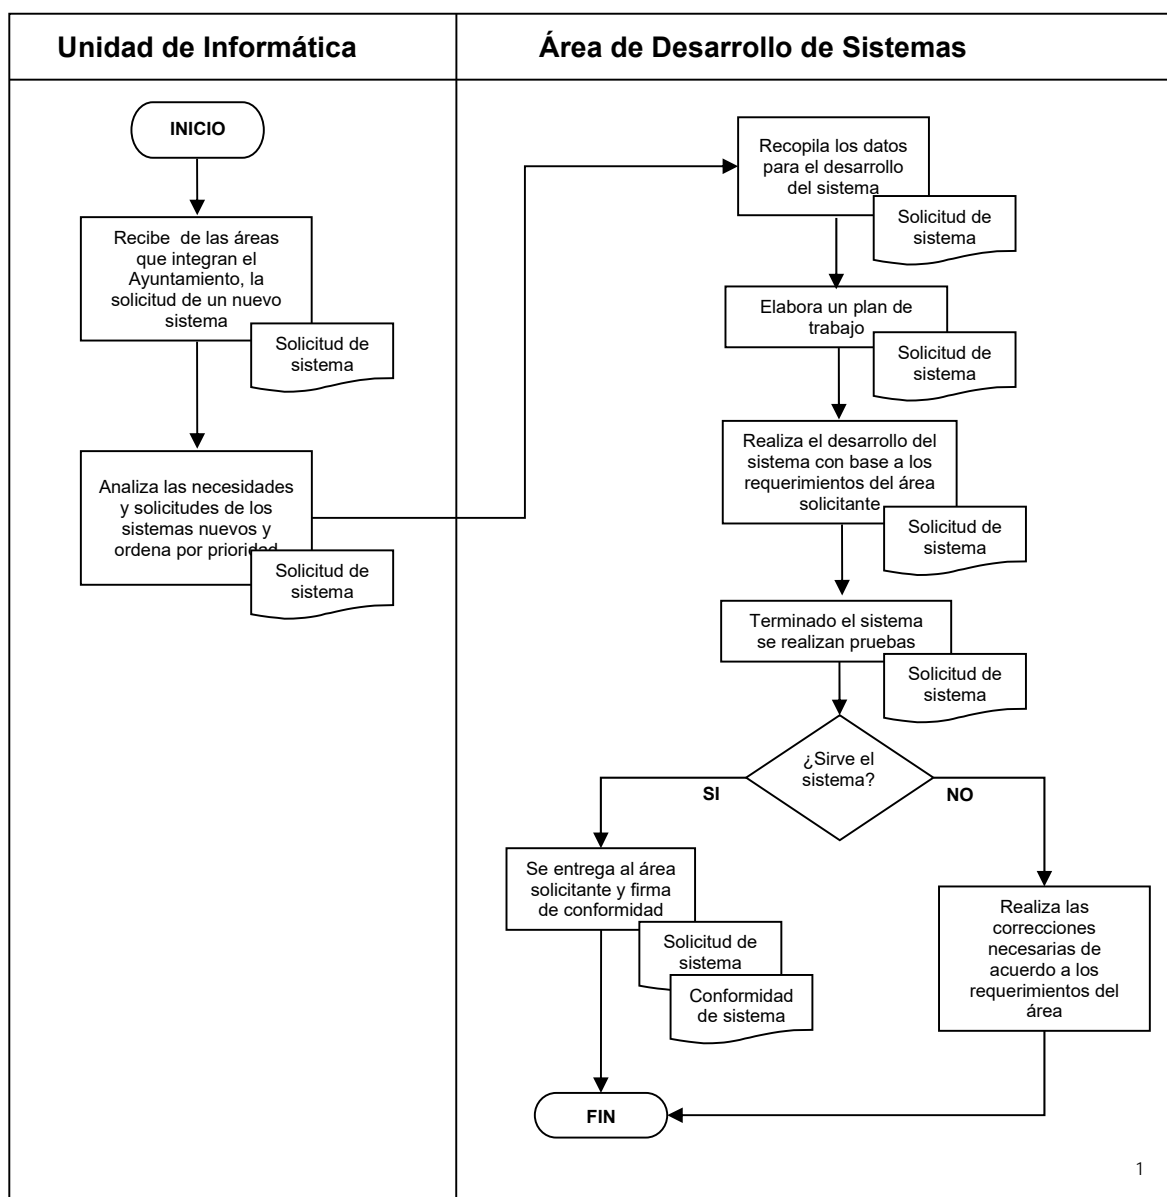 Unidad de Informática
Área de Desarrollo de Sistemas
INICIO
Recibe de las áreas
que integran el
Ayuntamiento, la
solicitud de un nuevo
sistema
Solicitud de
sistema
Analiza las necesidades
y solicitudes de los
sistemas nuevos y
ordena por prioridad
Solicitud de
sistema
Recopila los datos
para el desarrollo
del sistema
Solicitud de
sistema
Elabora un plan de
trabajo
Solicitud de
sistema
Realiza el desarrollo del
sistema con base a los
requerimientos del área
solicitante
Solicitud de
sistema
Terminado el sistema
se realizan pruebas
Solicitud de
sistema
¿Sirve el
sistema?
SI
NO
Se entrega al área
solicitante y firma
de conformidad
Solicitud de
sistema
Conformidad
de sistema
Realiza las
correcciones
necesarias de
acuerdo a los
requerimientos del
área
FIN
1